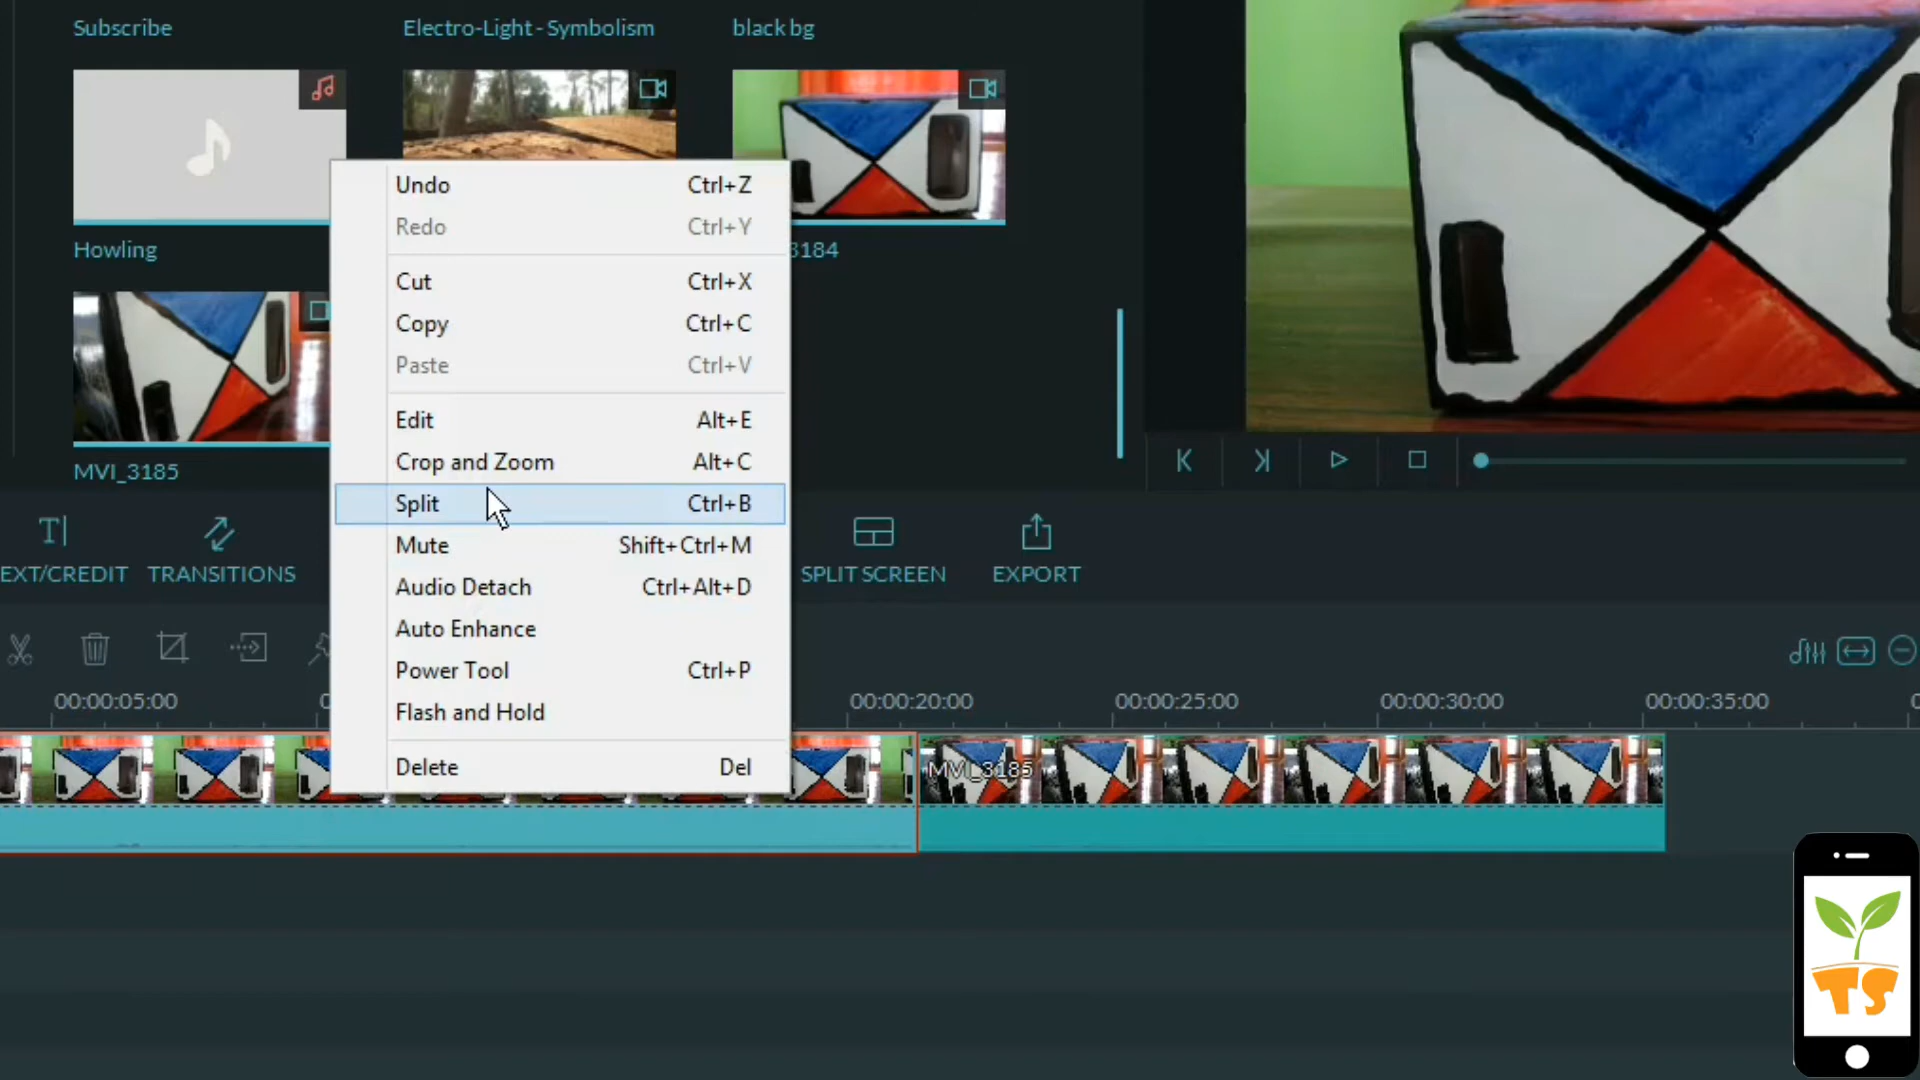 Subscribe
Electro-Light - Symbolism
black bg
Howling
3184
MVI_3185
Undo Ctrl+Z
Redo Ctrl+Y
Cut Ctrl+X
Copy Ctrl+C
Paste Ctrl+V
Edit Alt+E
Crop and Zoom Alt+C
Split Ctrl+B
Mute Shift+Ctrl+M
Audio Detach Ctrl+Alt+D
Auto Enhance
Power Tool Ctrl+P
Flash and Hold
Delete Del
EXT/CREDIT
TRANSITIONS
SPLIT SCREEN
EXPORT
00:00:05:00
00:00:20:00
00:00:25:00
00:00:30:00
00:00:35:00
MVI_3185
TS